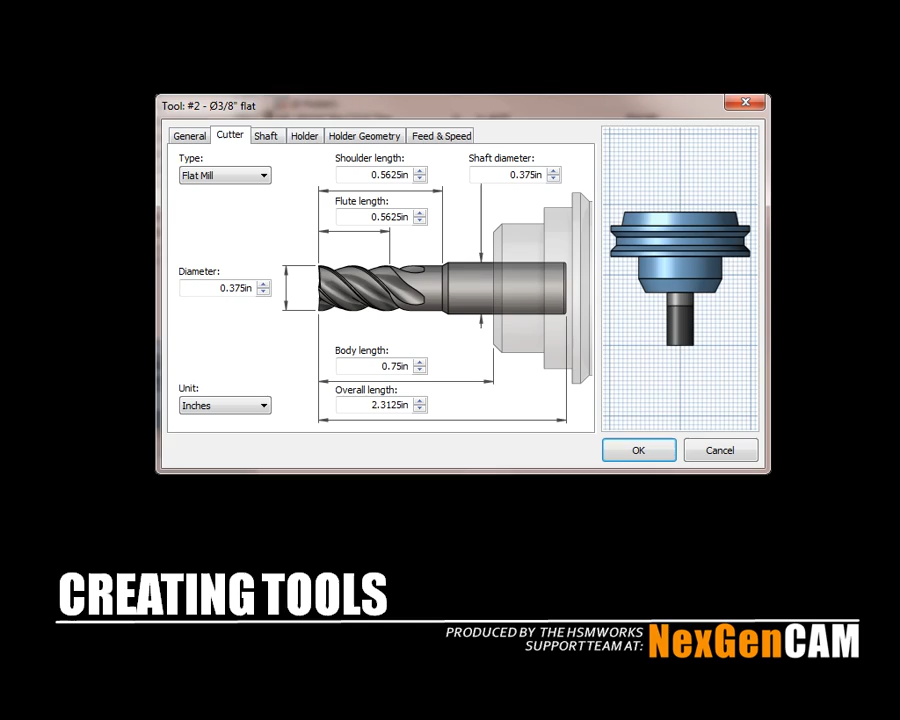 Tool: #2 - Ø3/8" flat
General Cutter Shaft Holder Holder Geometry Feed & Speed
Type:
Flat Mill
Shoulder length:
0.5625in
Shaft diameter:
0.375in
Flute length:
0.5625in
Diameter:
0.375in
Body length:
0.75in
Unit:
Inches
Overall length:
2.3125in
OK Cancel
CREATING TOOLS
PRODUCED BY THE HSMWORKS
SUPPORT TEAM AT:
NexGenCAM